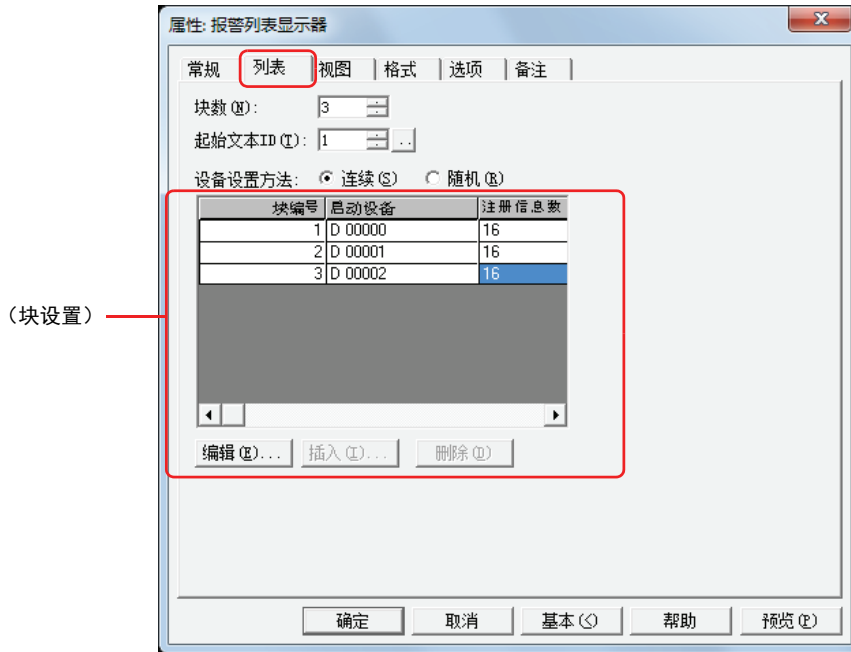 属性: 报警列表显示器
常规 列表 视图 格式 选项 备注
块数(N): 3
起始文本ID(T): 1 ..
设备设置方法: 连续(S) 随机(R)
块编号 启动设备 注册信息数
1 D 00000 16
2 D 00001 16
3 D 00002 16
（块设置）
编辑(E)... 插入(I)... 删除(D)
确定 取消 基本(<) 帮助 预览(P)